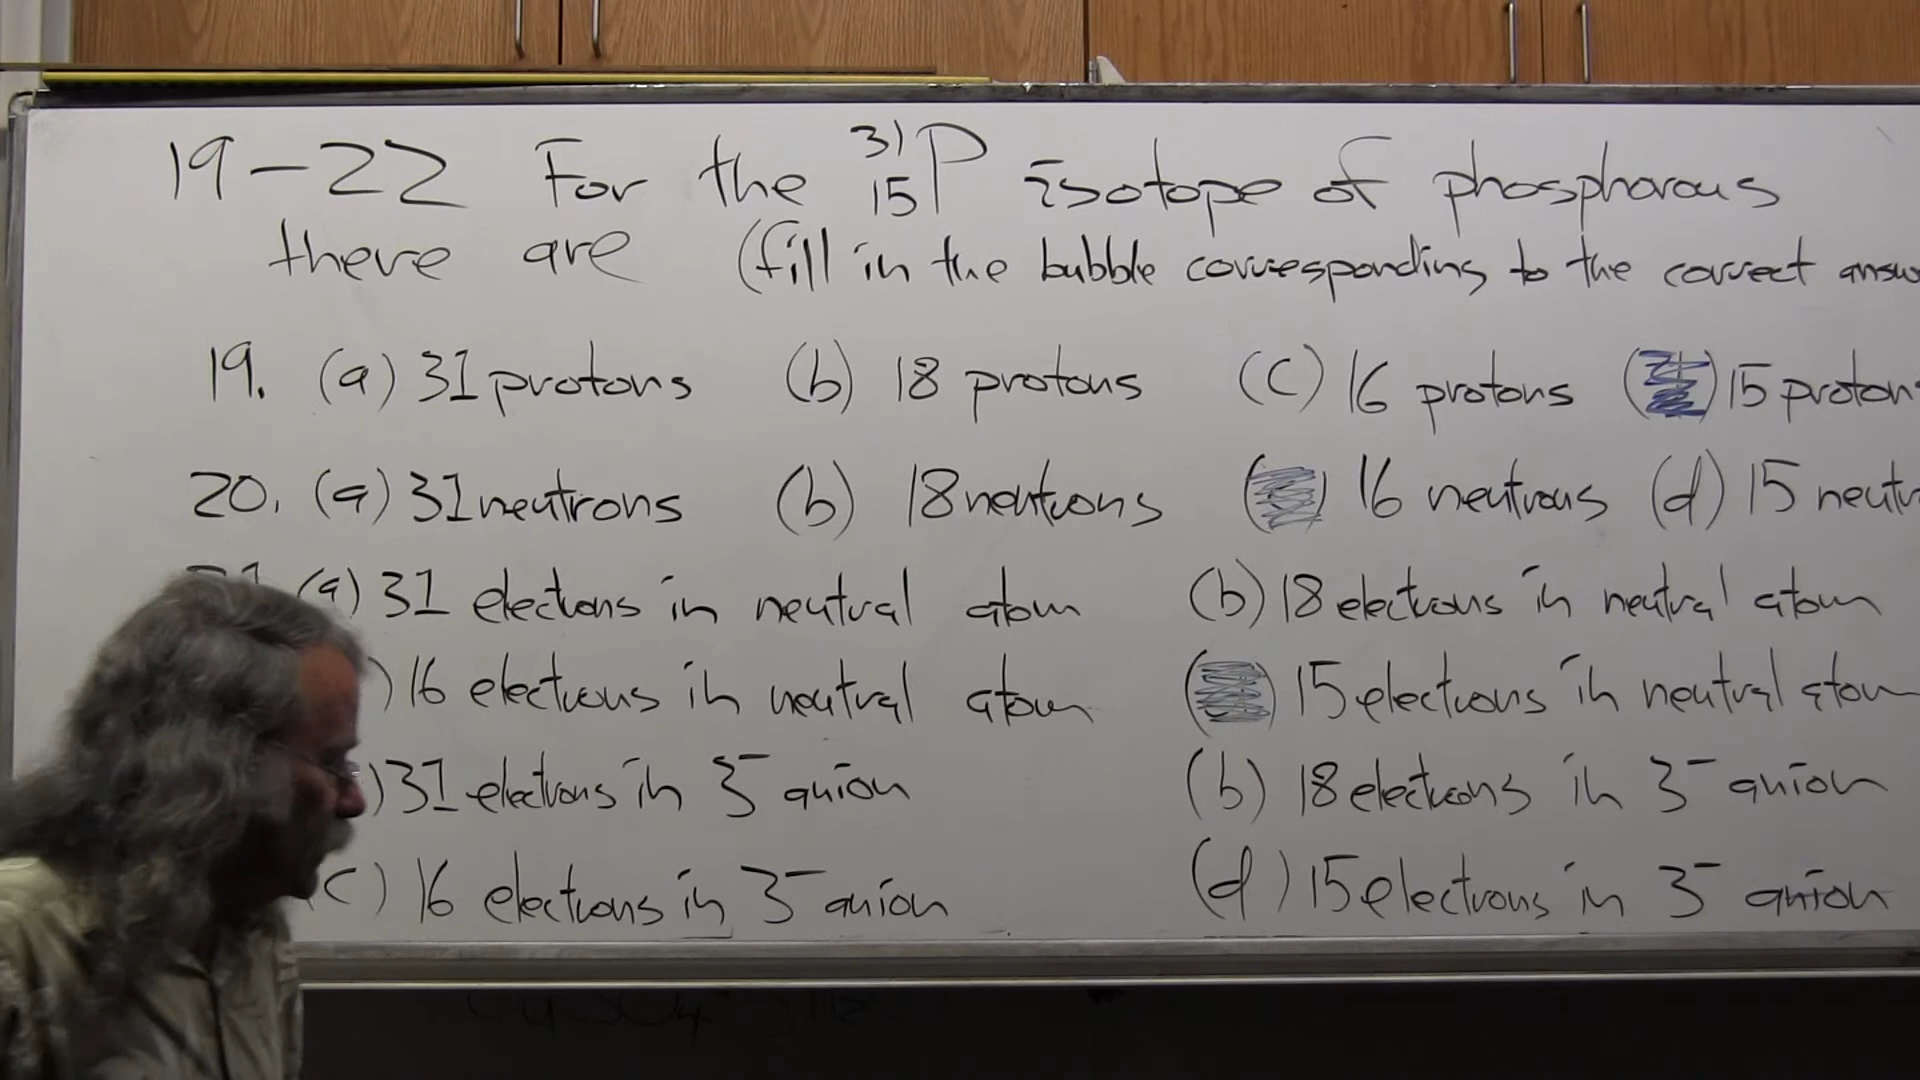 19-22 For the ³¹₁₅P isotope of phosphorous
there are (fill in the bubble corresponding to the correct answ
19. (a) 31 protons (b) 18 protons (c) 16 protons ( ) 15 proton
20. (a) 31 neutrons (b) 18 neutrons ( ) 16 neutrons (d) 15 neutr
(a) 31 electrons in neutral atom (b) 18 electrons in neutral atom
) 16 electrons in neutral atom ( ) 15 electrons in neutral atom
) 31 electrons in 3- anion (b) 18 electrons in 3- anion
c) 16 electrons in 3- anion (d) 15 electrons in 3- anion